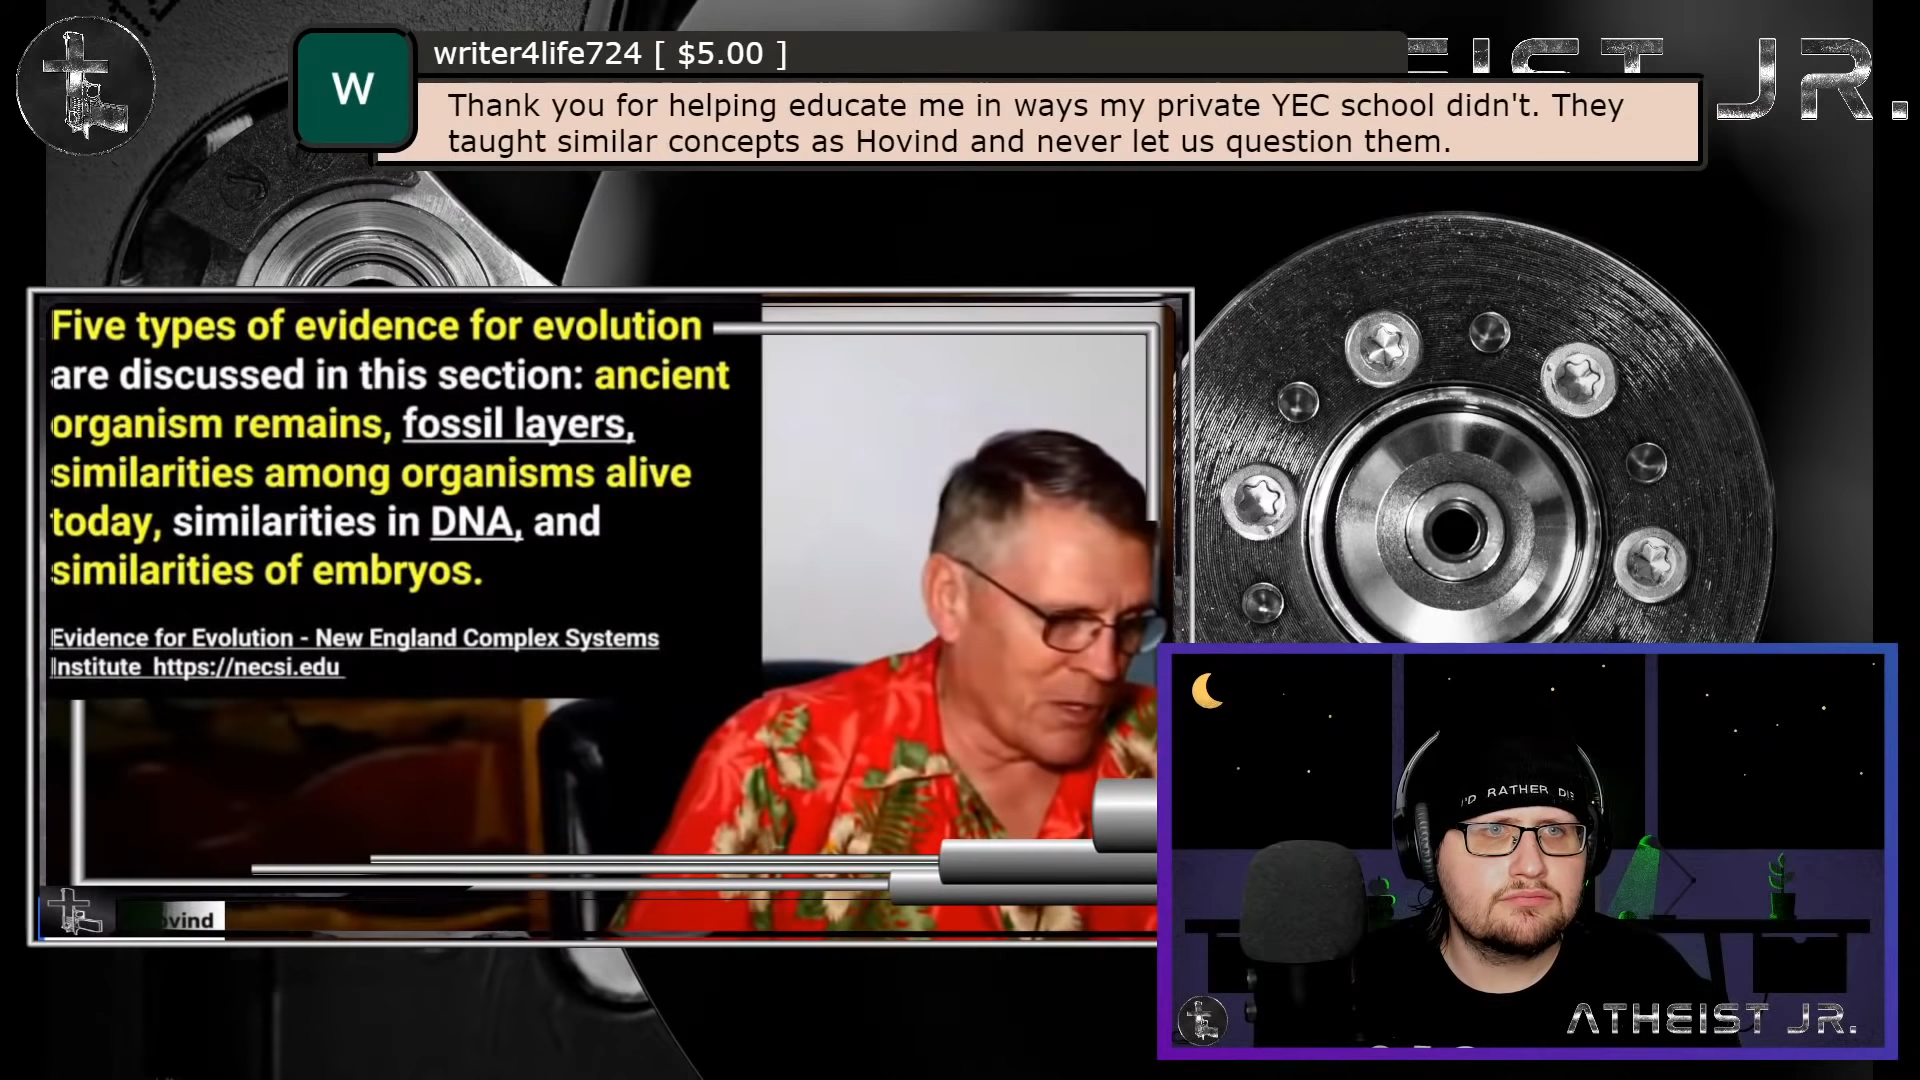 W
writer4life724 [ $5.00 ]
Thank you for helping educate me in ways my private YEC school didn't. They
taught similar concepts as Hovind and never let us question them.
EIST JR.
Five types of evidence for evolution
are discussed in this section: ancient
organism remains, fossil layers,
similarities among organisms alive
today, similarities in DNA, and
similarities of embryos.
Evidence for Evolution - New England Complex Systems
Institute https://necsi.edu
ovind
I'D RATHER DIE
ATHEIST JR.